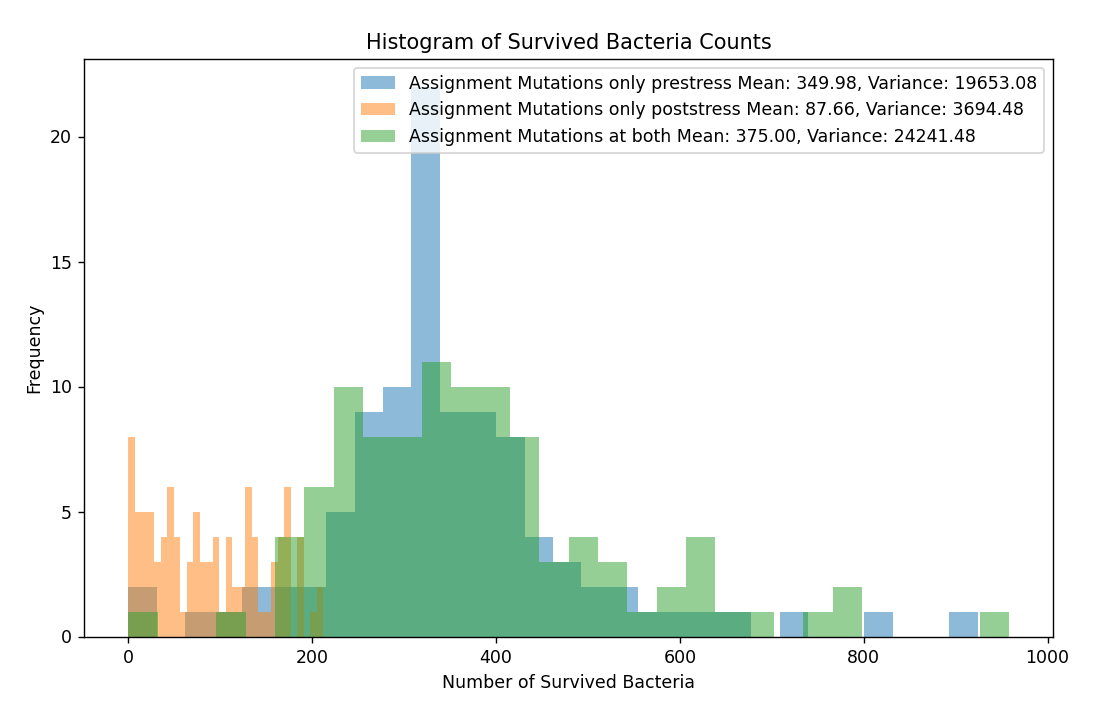 Histogram of Survived Bacteria Counts
Assignment Mutations only prestress Mean: 349.98, Variance: 19653.08
Assignment Mutations only poststress Mean: 87.66, Variance: 3694.48
Assignment Mutations at both Mean: 375.00, Variance: 24241.48
Frequency
20
15
10
5
0
0 200 400 600 800 1000
Number of Survived Bacteria